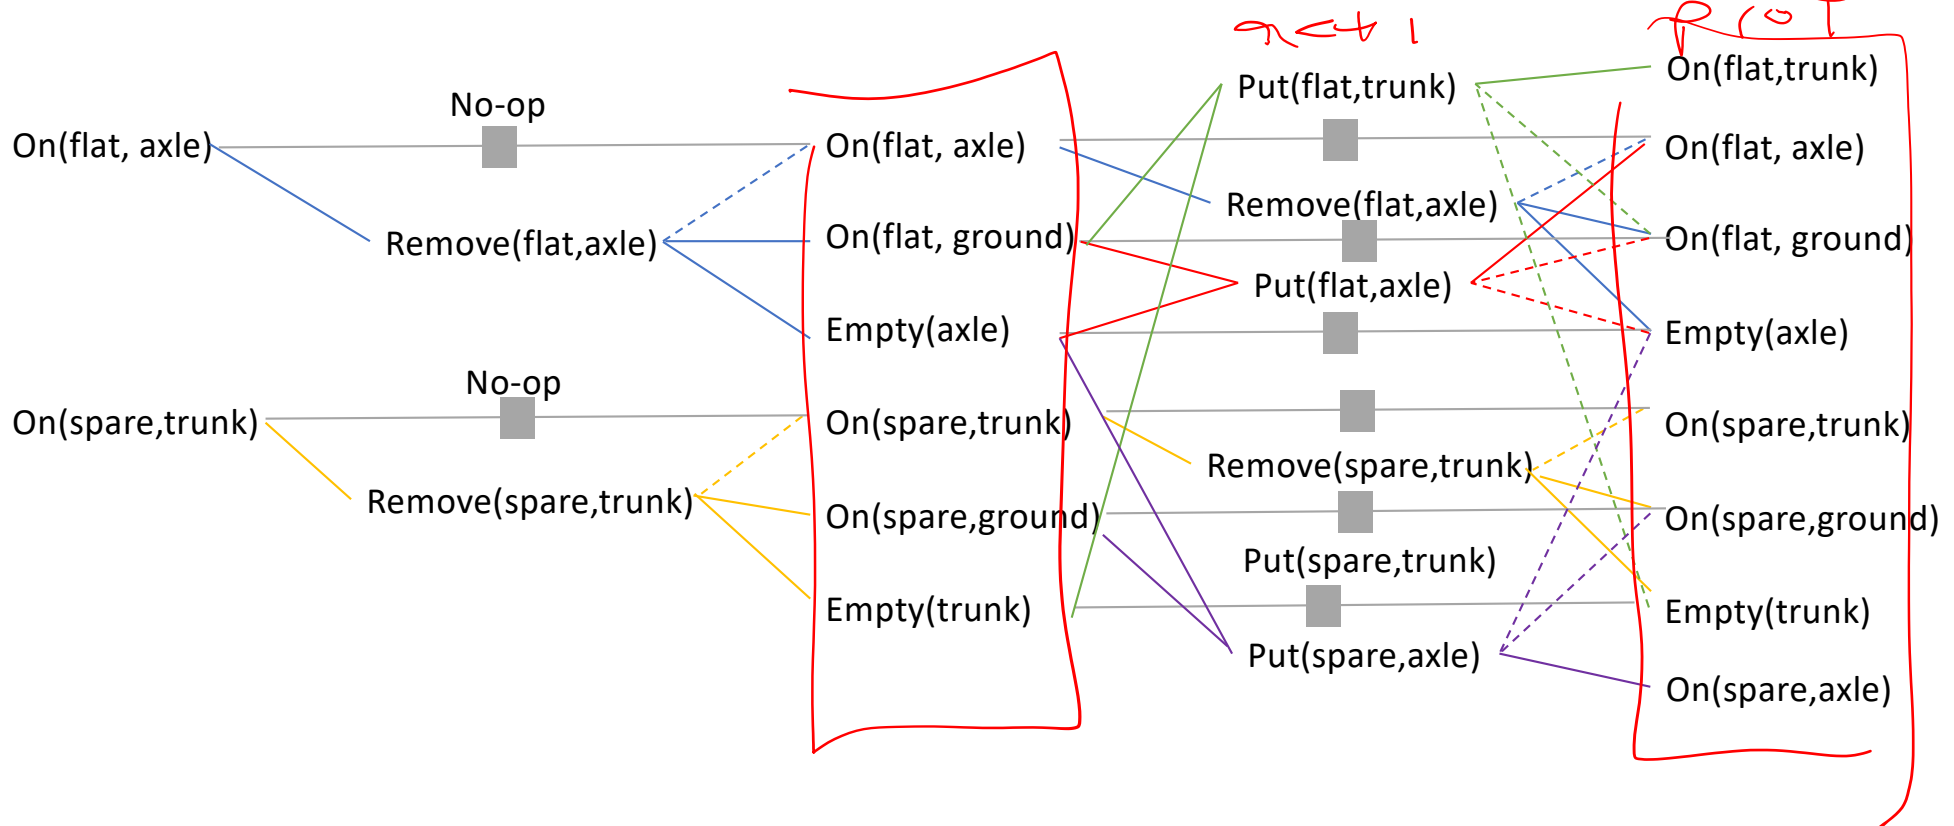 On(flat, axle)
No-op
Remove(flat,axle)
On(spare,trunk)
No-op
Remove(spare,trunk)
On(flat, axle)
On(flat, ground)
Empty(axle)
On(spare,trunk)
On(spare,ground)
Empty(trunk)
Put(flat,trunk)
Remove(flat,axle)
Put(flat,axle)
Remove(spare,trunk)
Put(spare,trunk)
Put(spare,axle)
On(flat,trunk)
On(flat, axle)
On(flat, ground)
Empty(axle)
On(spare,trunk)
On(spare,ground)
Empty(trunk)
On(spare,axle)